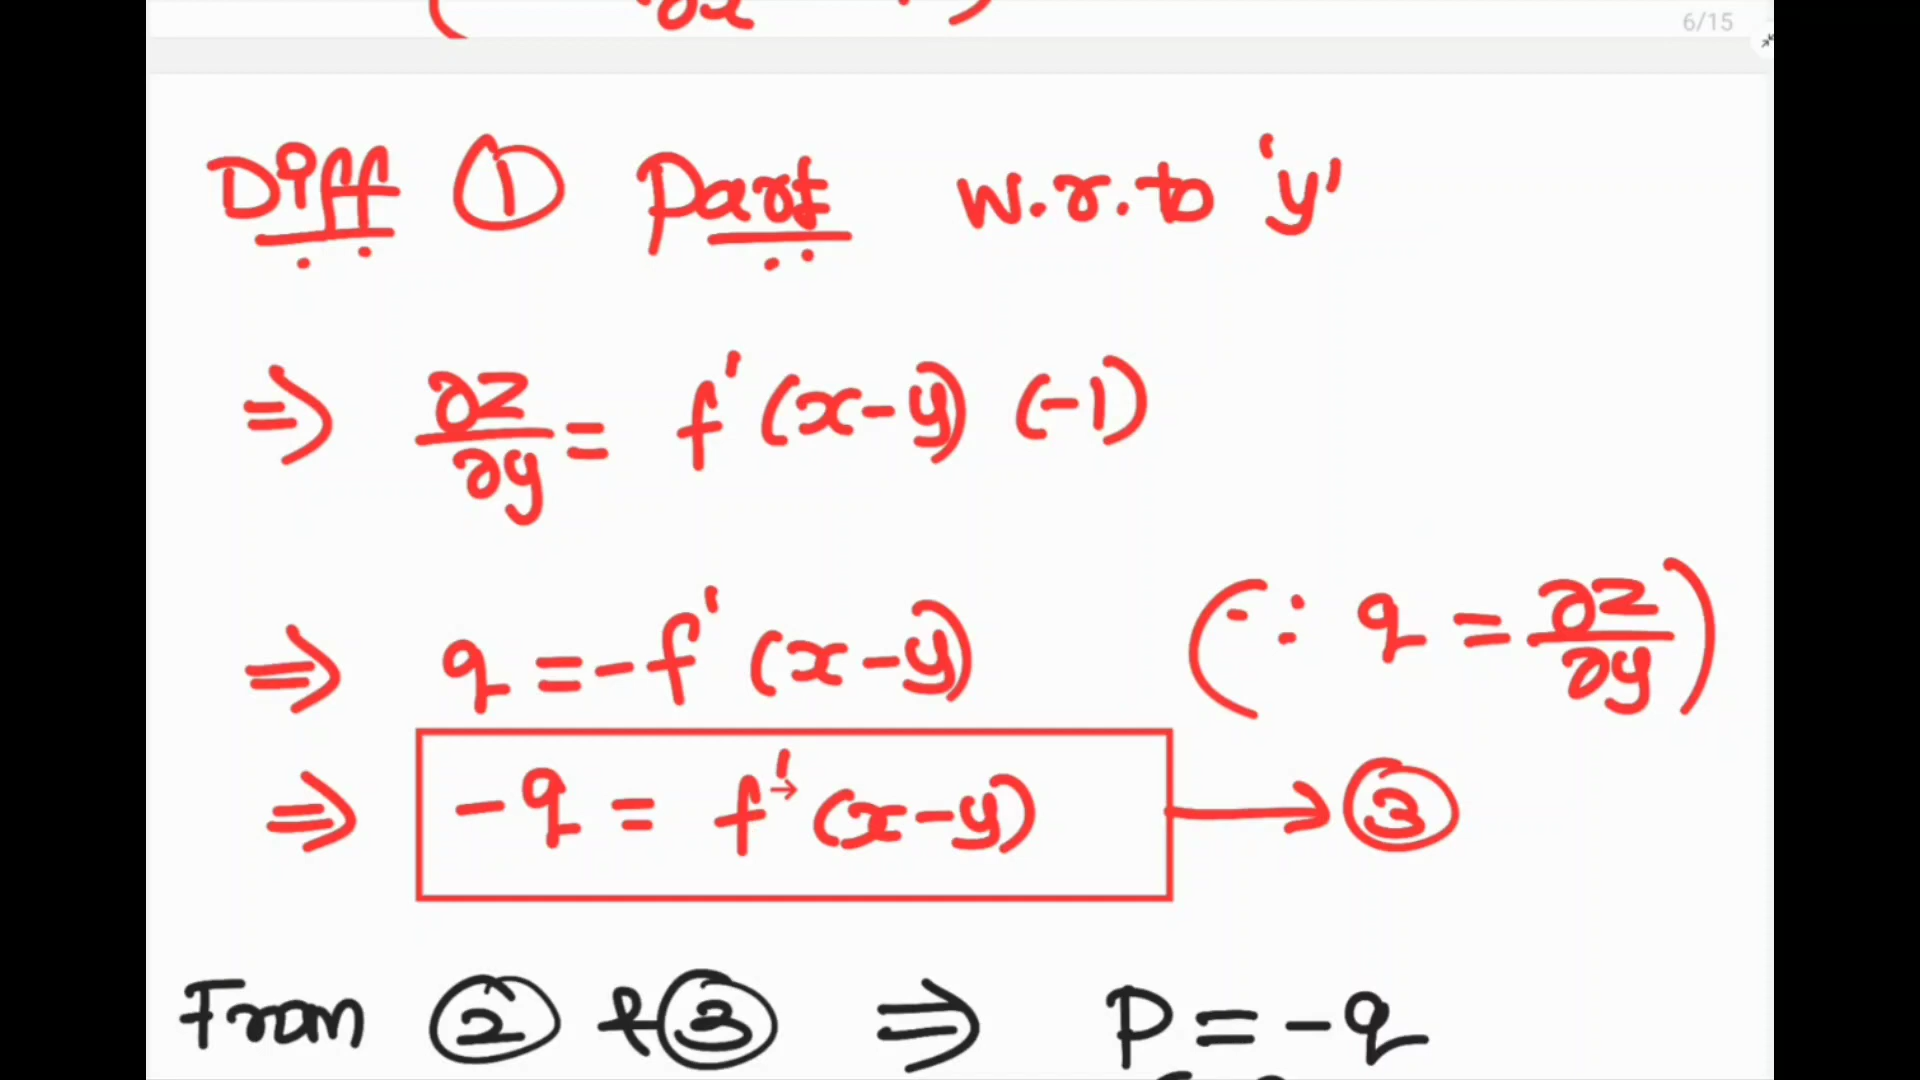 6/15
Diff ① Part w.r.to 'y'
⇒ ∂z/∂y = f'(x-y) (-1)
⇒ q = -f'(x-y) (∵ q = ∂z/∂y)
⇒ -q = f'(x-y) → ③
From ② & ③ ⇒ P = -q